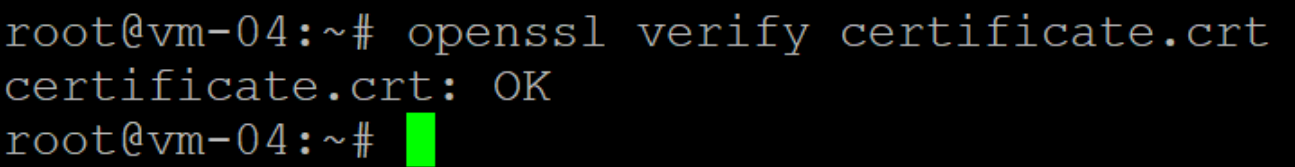 root@vm-04:~# openssl verify certificate.crt
certificate.crt: OK
root@vm-04:~#